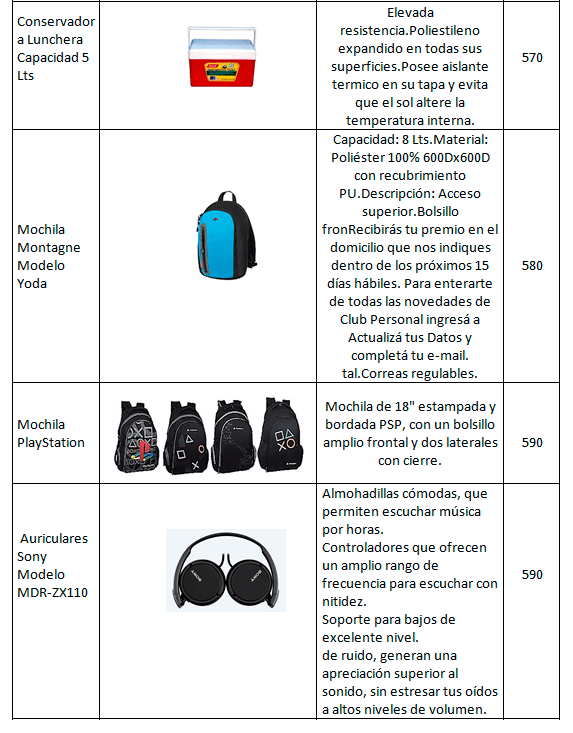 Conservador
a Lunchera
Capacidad 5
Lts
Elevada
resistencia.Poliestileno
expandido en todas sus
superficies.Posee aislante
termico en su tapa y evita
que el sol altere la
temperatura interna.
570
Mochila
Montagne
Modelo
Yoda
Capacidad: 8 Lts.Material:
Poliéster 100% 600Dx600D
con recubrimiento
PU.Descripción: Acceso
superior.Bolsillo
fronRecibirás tu premio en el
domicilio que nos indiques
dentro de los próximos 15
días hábiles. Para enterarte
de todas las novedades de
Club Personal ingresá a
Actualizá tus Datos y
completá tu e-mail.
tal.Correas regulables.
580
Mochila
PlayStation
Mochila de 18" estampada y
bordada PSP, con un bolsillo
amplio frontal y dos laterales
con cierre.
590
Auriculares
Sony
Modelo
MDR-ZX110
SONY
SONY
Almohadillas cómodas, que
permiten escuchar música
por horas.
Controladores que ofrecen
un amplio rango de
frecuencia para escuchar con
nitidez.
Soporte para bajos de
excelente nivel.
de ruido, generan una
apreciación superior al
sonido, sin estresar tus oídos
a altos niveles de volumen.
590